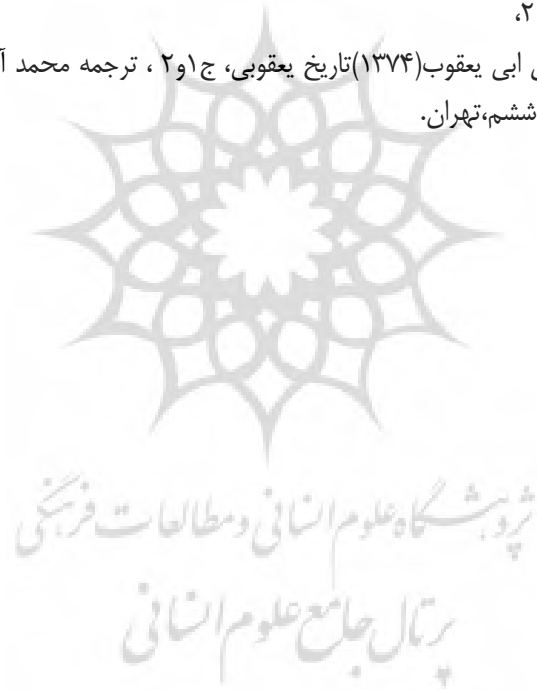 ۲،
ابی یعقوب(۱۳۷۴)تاریخ یعقوبی، ج۱و۲ ، ترجمه محمد
ششم،تهران.
پژوهشگاه علوم انسانی و مطالعات فرهنگی
پرتال جامع علوم انسانی